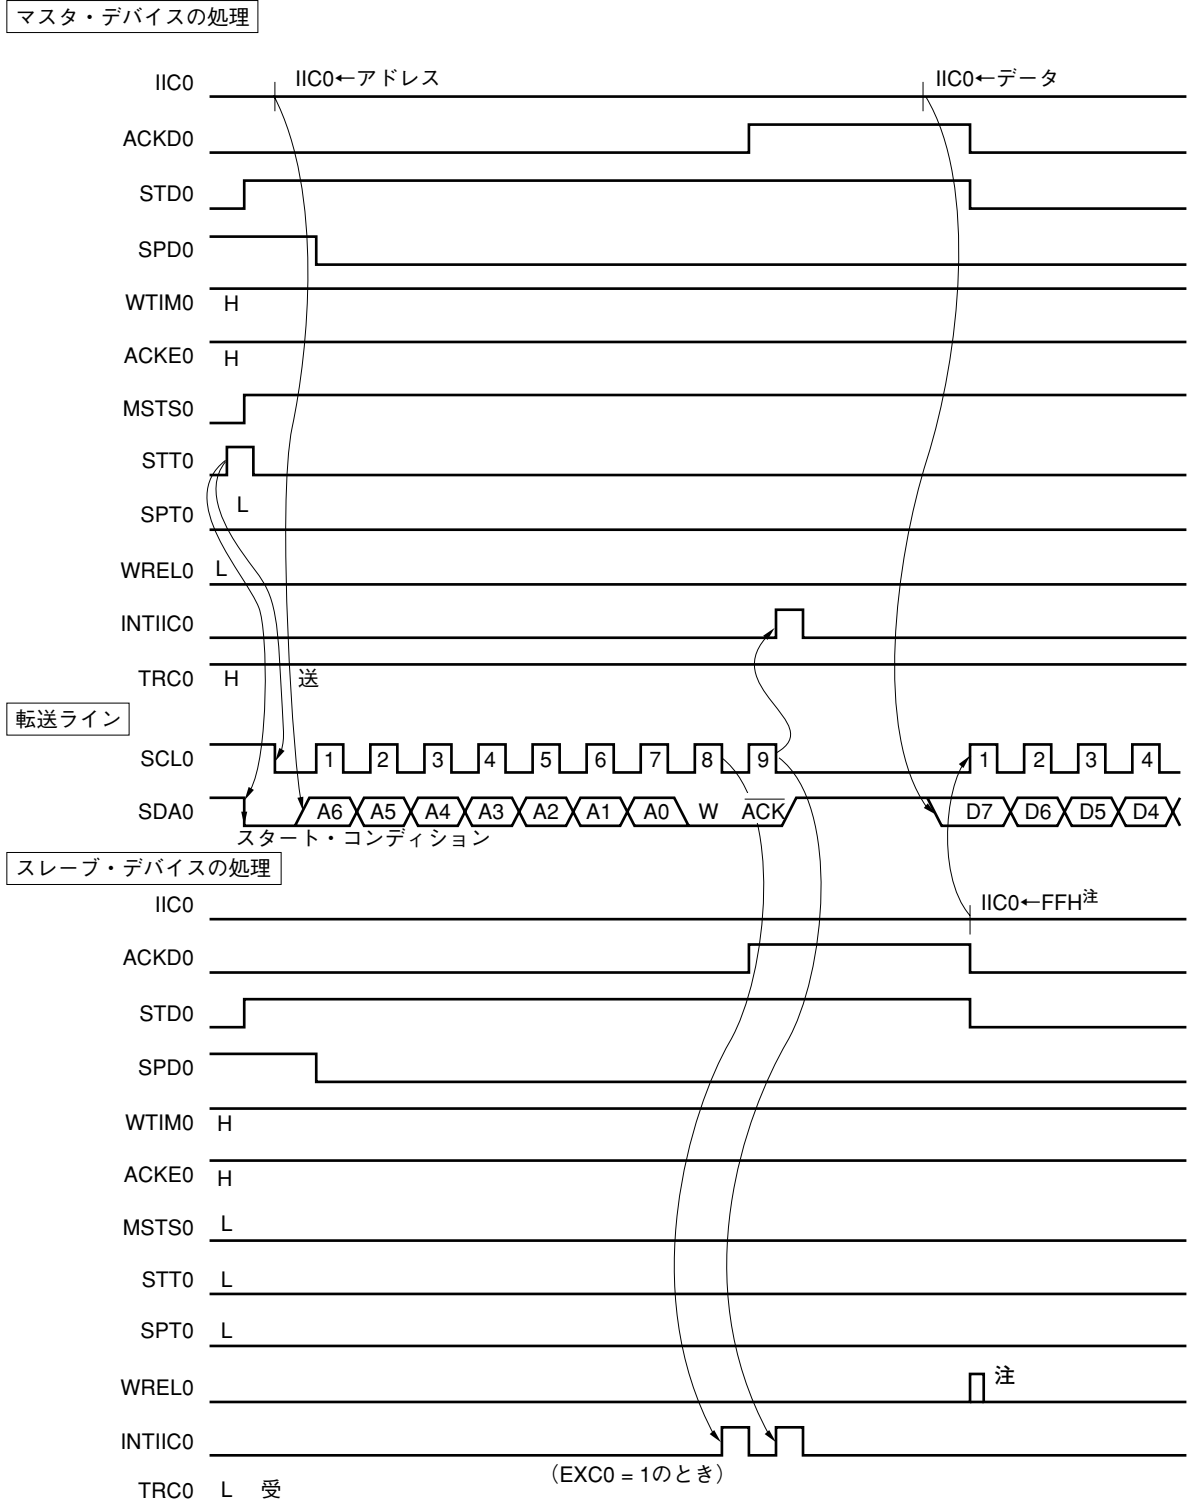 マスタ・デバイスの処理
IIC0 IIC0←アドレス IIC0←データ
ACKD0
STD0
SPD0
WTIM0 H
ACKE0 H
MSTS0
STT0
SPT0 L
WREL0 L
INTIIC0
TRC0 H 送
転送ライン
SCL0 1 2 3 4 5 6 7 8 9 1 2 3 4
SDA0 A6 A5 A4 A3 A2 A1 A0 W ACK D7 D6 D5 D4
スタート・コンディション
スレーブ・デバイスの処理
IIC0 IIC0←FFH注
ACKD0
STD0
SPD0
WTIM0 H
ACKE0 H
MSTS0 L
STT0 L
SPT0 L
WREL0 注
INTIIC0
(EXC0 = 1のとき)
TRC0 L 受